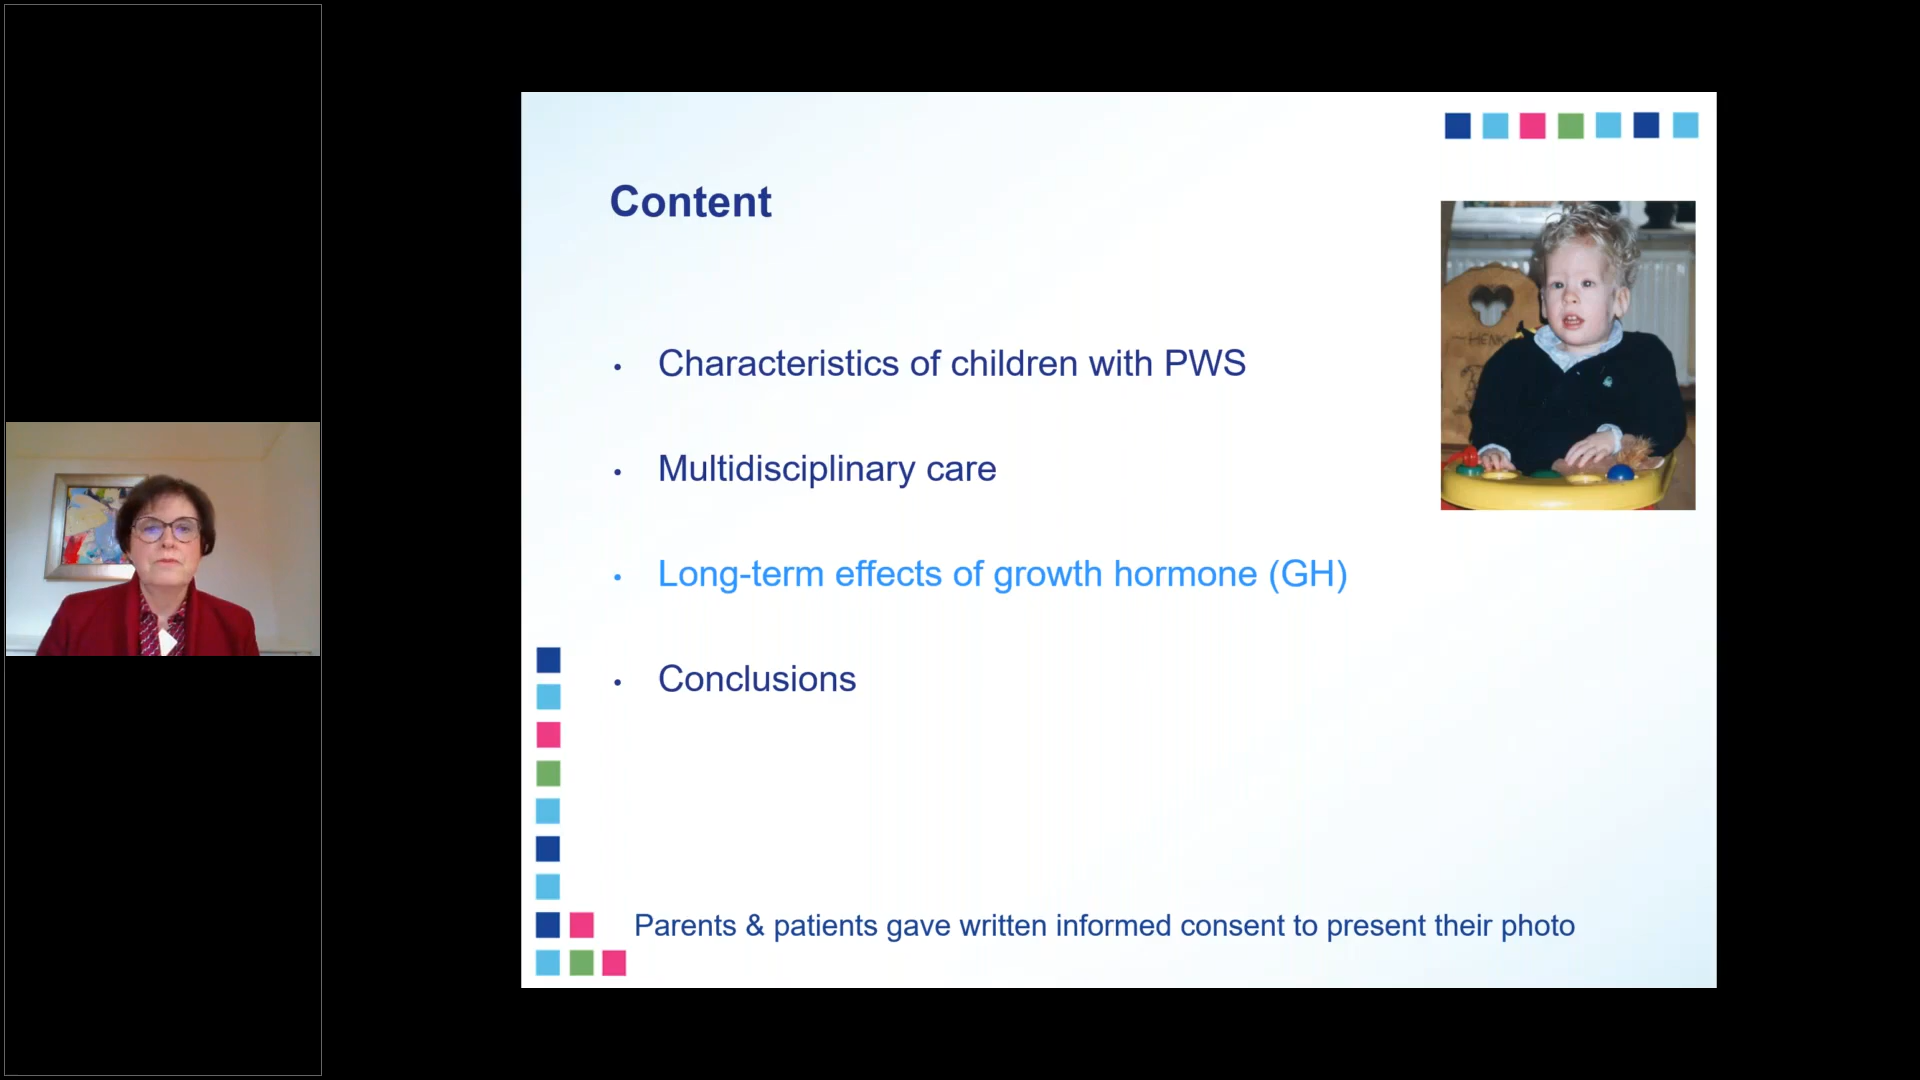 Content
• Characteristics of children with PWS
• Multidisciplinary care
• Long-term effects of growth hormone (GH)
• Conclusions
HENK
Parents & patients gave written informed consent to present their photo